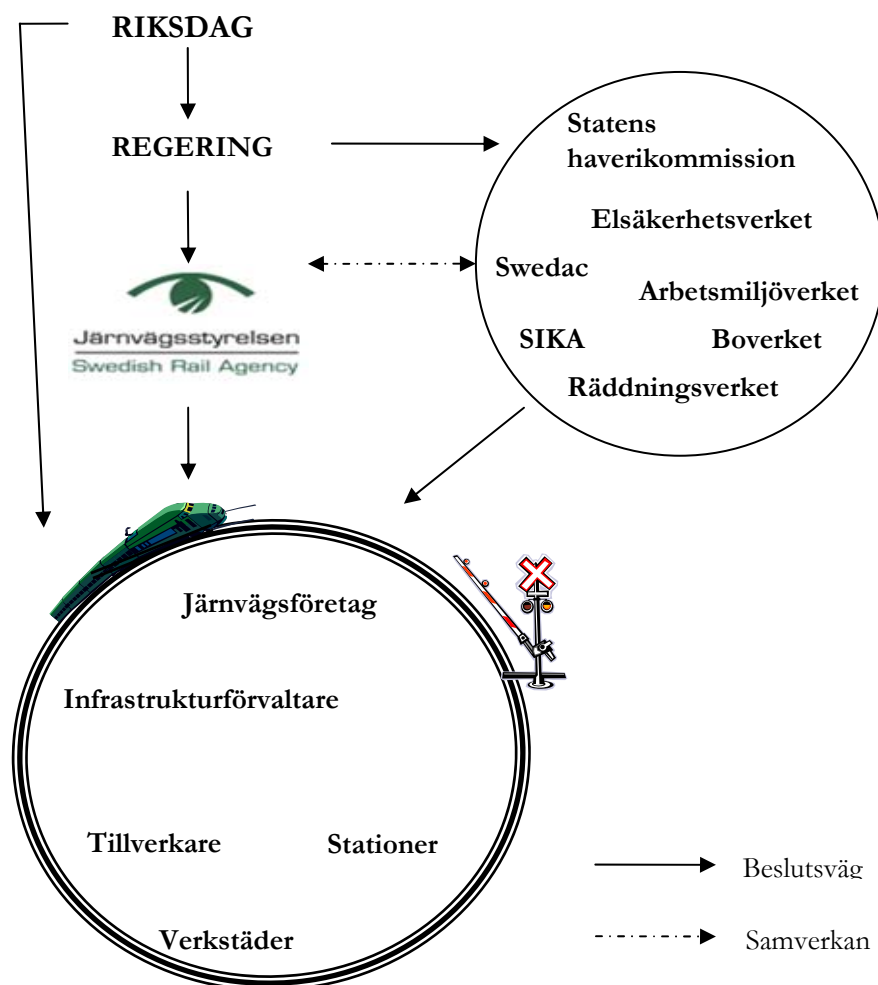 RIKSDAG
REGERING
Statens
haverikommission
Elsäkerhetsverket
Swedac
Arbetsmiljöverket
SIKA
Boverket
Räddningsverket
Järnvägsstyrelsen
Swedish Rail Agency
Järnvägsföretag
Infrastrukturförvaltare
Tillverkare
Stationer
Verkstäder
Beslutsväg
Samverkan